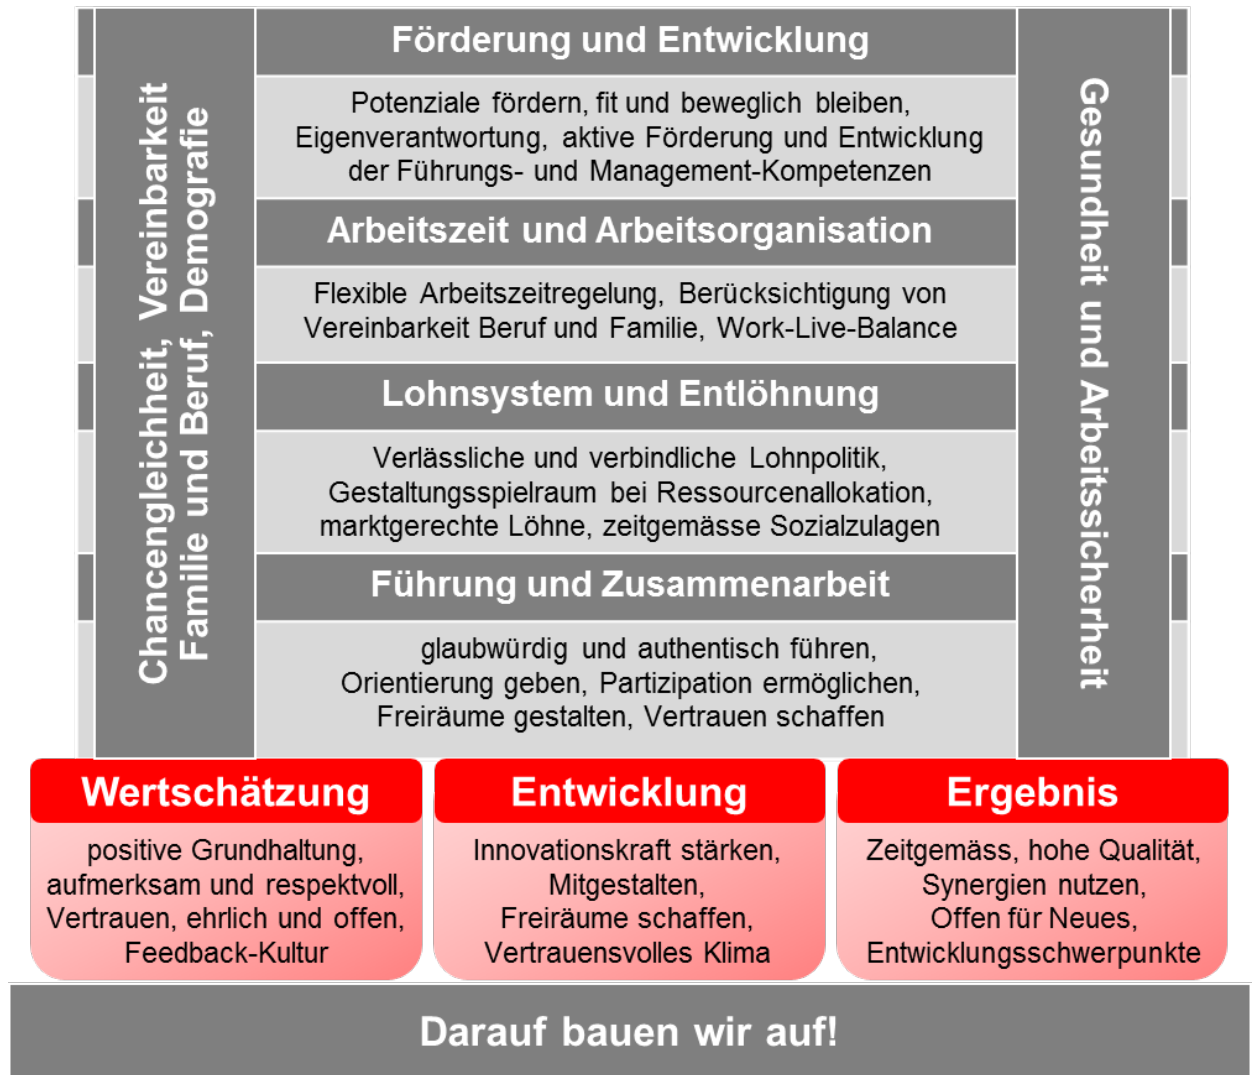 Chancengleichheit, Vereinbarkeit
Familie und Beruf, Demografie
Förderung und Entwicklung
Potenziale fördern, fit und beweglich bleiben,
Eigenverantwortung, aktive Förderung und Entwicklung
der Führungs- und Management-Kompetenzen
Arbeitszeit und Arbeitsorganisation
Flexible Arbeitszeitregelung, Berücksichtigung von
Vereinbarkeit Beruf und Familie, Work-Live-Balance
Lohnsystem und Entlöhnung
Verlässliche und verbindliche Lohnpolitik,
Gestaltungsspielraum bei Ressourcenallokation,
marktgerechte Löhne, zeitgemässe Sozialzulagen
Führung und Zusammenarbeit
glaubwürdig und authentisch führen,
Orientierung geben, Partizipation ermöglichen,
Freiräume gestalten, Vertrauen schaffen
Gesundheit und Arbeitssicherheit
Wertschätzung
positive Grundhaltung,
aufmerksam und respektvoll,
Vertrauen, ehrlich und offen,
Feedback-Kultur
Entwicklung
Innovationskraft stärken,
Mitgestalten,
Freiräume schaffen,
Vertrauensvolles Klima
Ergebnis
Zeitgemäss, hohe Qualität,
Synergien nutzen,
Offen für Neues,
Entwicklungsschwerpunkte
Darauf bauen wir auf!